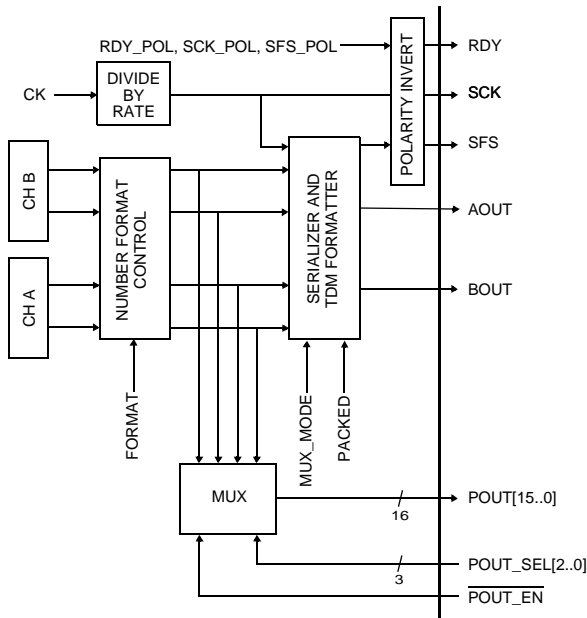 RDY_POL, SCK_POL, SFS_POL
RDY
CK
DIVIDE
BY
RATE
POLARITY INVERT
SCK
SFS
CH B
CH A
NUMBER FORMAT
CONTROL
SERIALIZER AND
TDM FORMATTER
AOUT
BOUT
FORMAT
MUX_MODE
PACKED
MUX
16
POUT[15..0]
3
POUT_SEL[2..0]
POUT_EN